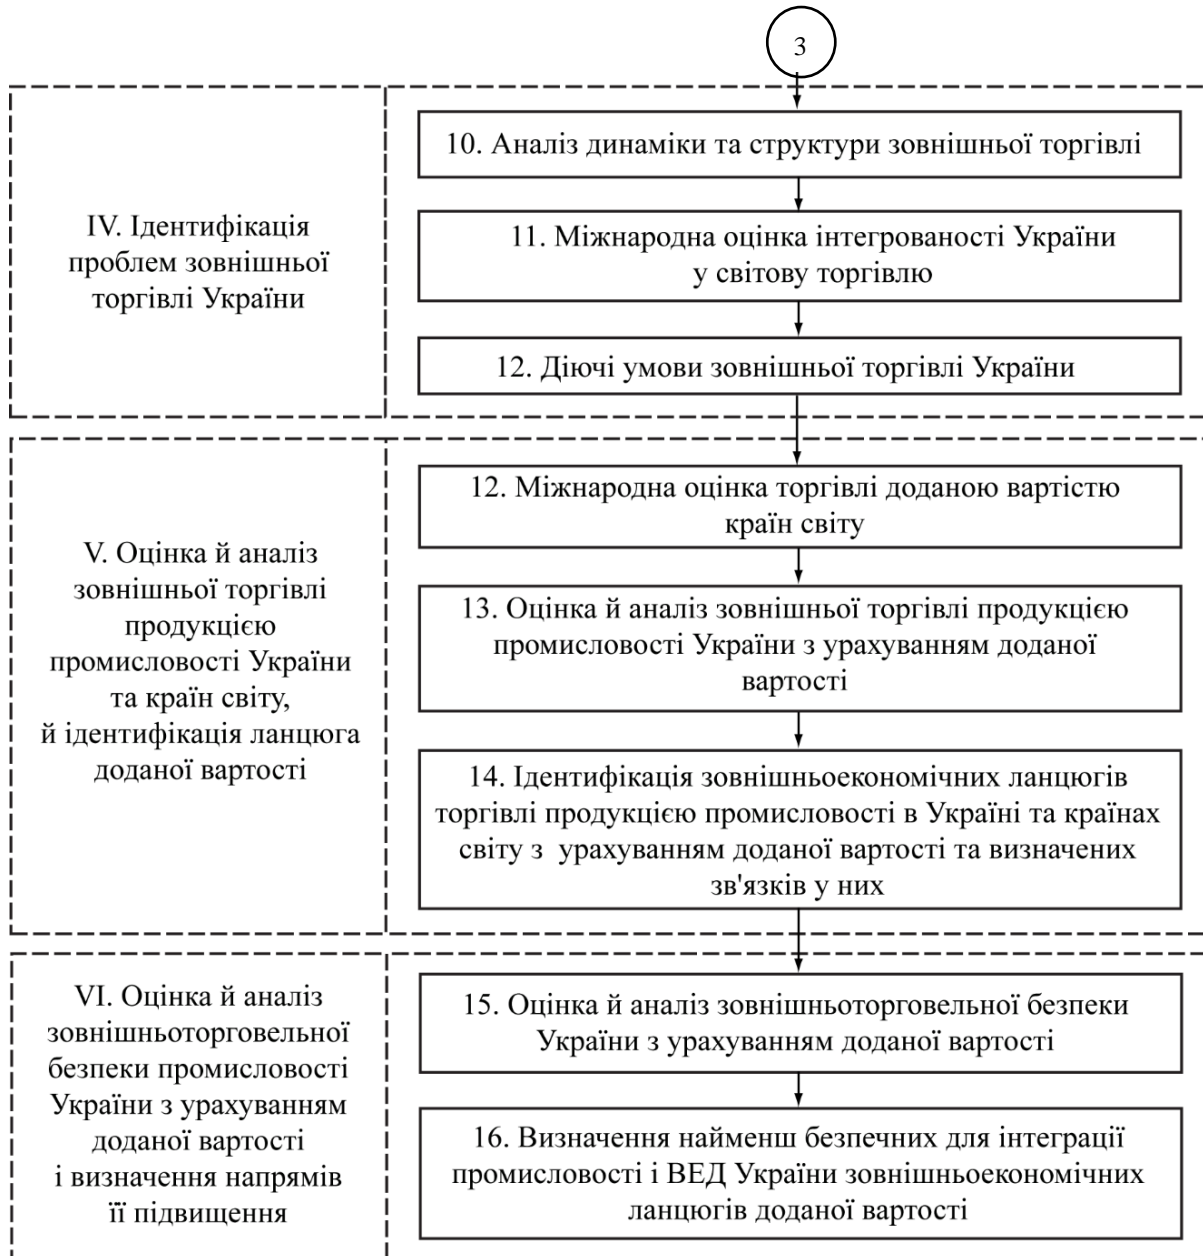 3
IV. Ідентифікація
проблем зовнішньої
торгівлі України
10. Аналіз динаміки та структури зовнішньої торгівлі
11. Міжнародна оцінка інтегрованості України
у світову торгівлю
12. Діючі умови зовнішньої торгівлі України
V. Оцінка й аналіз
зовнішньої торгівлі
продукцією
промисловості України
та країн світу,
й ідентифікація ланцюга
доданої вартості
12. Міжнародна оцінка торгівлі доданою вартістю
країн світу
13. Оцінка й аналіз зовнішньої торгівлі продукцією
промисловості України з урахуванням доданої
вартості
14. Ідентифікація зовнішньоекономічних ланцюгів
торгівлі продукцією промисловості в Україні та країнах
світу з урахуванням доданої вартості та визначених
зв'язків у них
VI. Оцінка й аналіз
зовнішньоторговельної
безпеки промисловості
України з урахуванням
доданої вартості
і визначення напрямів
її підвищення
15. Оцінка й аналіз зовнішньоторговельної безпеки
України з урахуванням доданої вартості
16. Визначення найменш безпечних для інтеграції
промисловості і ВЕД України зовнішньоекономічних
ланцюгів доданої вартості